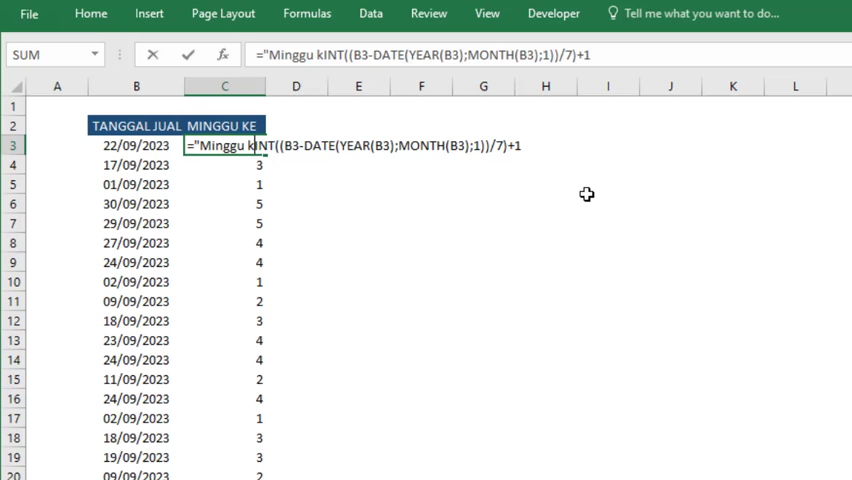 File Home Insert Page Layout Formulas Data Review View Developer Tell me what you want to do...
SUM fx ="Minggu kINT((B3-DATE(YEAR(B3);MONTH(B3);1))/7)+1
A B C D E F G H I J K L
1
2 TANGGAL JUAL MINGGU KE
3 22/09/2023 ="Minggu kINT((B3-DATE(YEAR(B3);MONTH(B3);1))/7)+1
4 17/09/2023 3
5 01/09/2023 1
6 30/09/2023 5
7 29/09/2023 5
8 27/09/2023 4
9 24/09/2023 4
10 02/09/2023 1
11 09/09/2023 2
12 18/09/2023 3
13 23/09/2023 4
14 24/09/2023 4
15 11/09/2023 2
16 24/09/2023 4
17 02/09/2023 1
18 18/09/2023 3
19 19/09/2023 3
20 09/09/2023 2